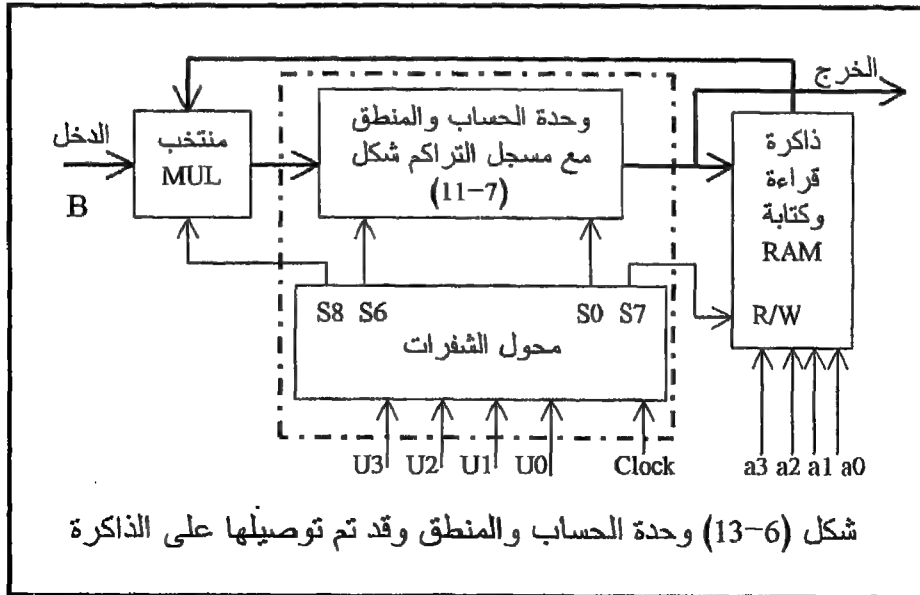 الخرج
الدخل
B
منتخب
MUL
وحدة الحساب والمنطق
مع مسجل التراكم شكل
(11-7)
ذاكرة
قراءة
وكتابة
RAM
R/W
S8 S6 S0 S7
محول الشفرات
U3 U2 U1 U0 Clock a3 a2 a1 a0
شكل (13-6) وحدة الحساب والمنطق وقد تم توصيلها على الذاكرة